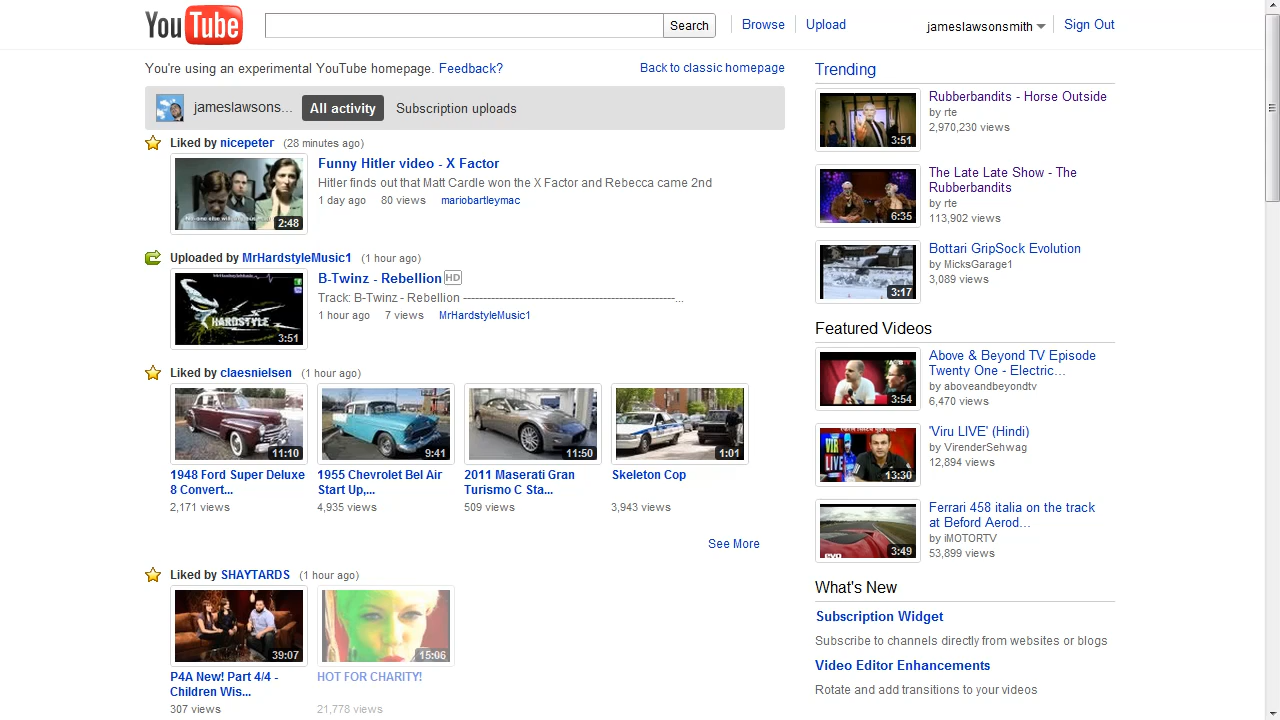 YouTube
Search
Browse
Upload
jameslawsonsmith
Sign Out
You're using an experimental YouTube homepage. Feedback?
Back to classic homepage
jameslawsons...
All activity
Subscription uploads
Liked by nicepeter (28 minutes ago)
2:48
Funny Hitler video - X Factor
Hitler finds out that Matt Cardle won the X Factor and Rebecca came 2nd
1 day ago 80 views mariobartleymac
Uploaded by MrHardstyleMusic1 (1 hour ago)
HARDSTYLE
3:51
B-Twinz - Rebellion HD
Track: B-Twinz - Rebellion ------------------------------------------------------...
1 hour ago 7 views MrHardstyleMusic1
Liked by claesnielsen (1 hour ago)
11:10
9:41
11:50
1:01
1948 Ford Super Deluxe 
8 Convert...
2,171 views
1955 Chevrolet Bel Air
Start Up,...
4,935 views
2011 Maserati Gran
Turismo C Sta...
509 views
Skeleton Cop
3,943 views
See More
Liked by SHAYTARDS (1 hour ago)
39:07
15:06
P4A New! Part 4/4 -
Children Wis...
307 views
HOT FOR CHARITY!
21,778 views
Trending
3:51
Rubberbandits - Horse Outside
by rte
2,970,230 views
6:35
The Late Late Show - The
Rubberbandits
by rte
113,902 views
3:17
Bottari GripSock Evolution
by MicksGarage1
3,089 views
Featured Videos
3:54
Above & Beyond TV Episode
Twenty One - Electric...
by aboveandbeyondtv
6,470 views
13:30
'Viru LIVE' (Hindi)
by VirenderSehwag
12,894 views
evo
3:49
Ferrari 458 italia on the track
at Beford Aerod...
by iMOTORTV
53,899 views
What's New
Subscription Widget
Subscribe to channels directly from websites or blogs
Video Editor Enhancements
Rotate and add transitions to your videos